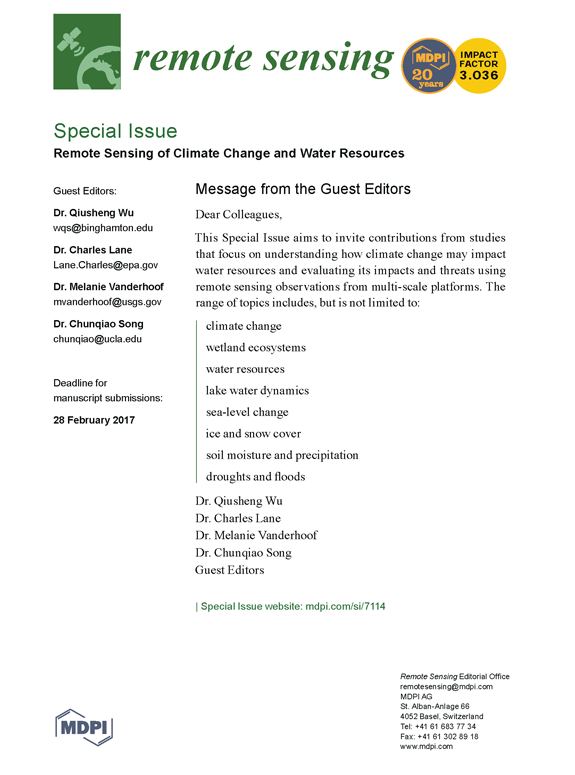 remote sensing
MDPI
20
years
IMPACT
FACTOR
3.036
Special Issue
Remote Sensing of Climate Change and Water Resources
Guest Editors:
Dr. Qiusheng Wu
wqs@binghamton.edu
Dr. Charles Lane
Lane.Charles@epa.gov
Dr. Melanie Vanderhoof
mvanderhoof@usgs.gov
Dr. Chunqiao Song
chunqiao@ucla.edu
Deadline for
manuscript submissions:
28 February 2017
Message from the Guest Editors
Dear Colleagues,
This Special Issue aims to invite contributions from studies
that focus on understanding how climate change may impact
water resources and evaluating its impacts and threats using
remote sensing observations from multi-scale platforms. The
range of topics includes, but is not limited to:
climate change
wetland ecosystems
water resources
lake water dynamics
sea-level change
ice and snow cover
soil moisture and precipitation
droughts and floods
Dr. Qiusheng Wu
Dr. Charles Lane
Dr. Melanie Vanderhoof
Dr. Chunqiao Song
Guest Editors
| Special Issue website: mdpi.com/si/7114
Remote Sensing Editorial Office
remotesensing@mdpi.com
MDPI AG
St. Alban-Anlage 66
4052 Basel, Switzerland
Tel: +41 61 683 77 34
Fax: +41 61 302 89 18
www.mdpi.com
MDPI